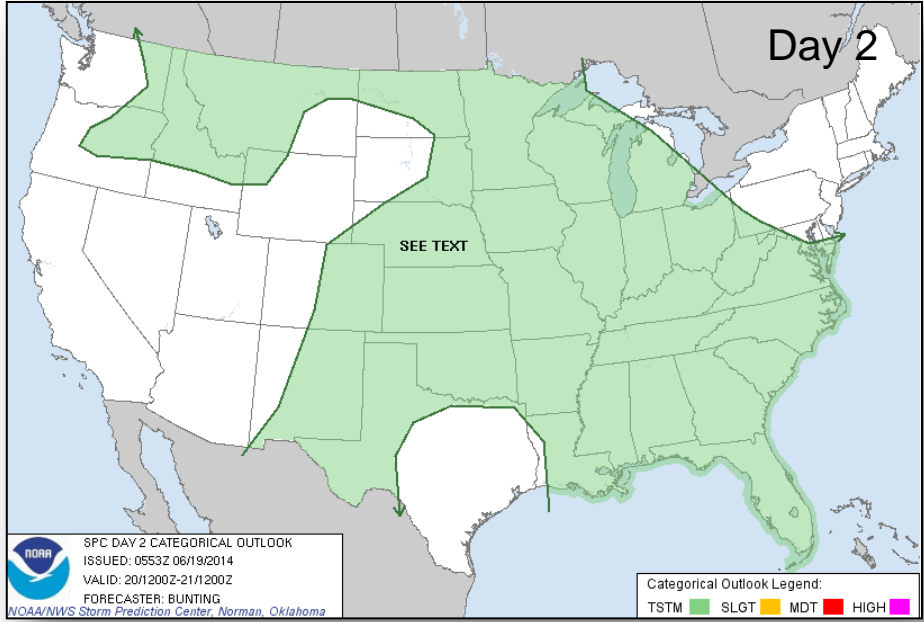 Day 2
SEE TEXT
NOAA
SPC DAY 2 CATEGORICAL OUTLOOK
ISSUED: 0553Z 06/19/2014
VALID: 20/1200Z-21/1200Z
FORECASTER: BUNTING
NOAA/NWS Storm Prediction Center, Norman, Oklahoma
Categorical Outlook Legend:
TSTM SLGT MDT HIGH